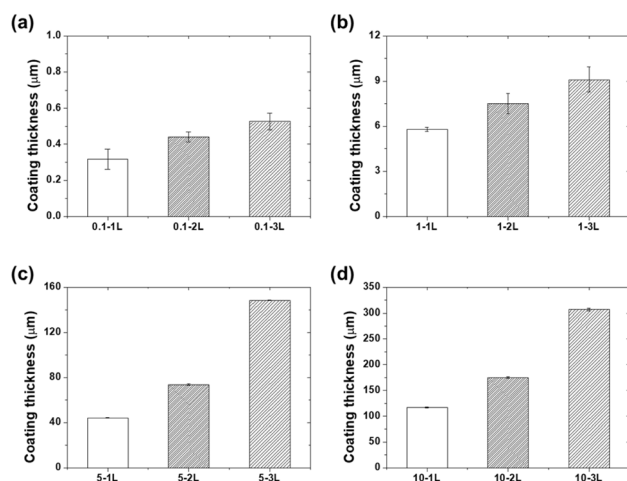 (a)
Coating thickness (μm)
1.0
0.8
0.6
0.4
0.2
0.0
0.1-1L 0.1-2L 0.1-3L
(b)
Coating thickness (μm)
12
9
6
3
1-1L 1-2L 1-3L
(c)
Coating thickness (μm)
160
120
80
40
0
5-1L 5-2L 5-3L
(d)
Coating thickness (μm)
350
300
250
200
150
100
50
0
10-1L 10-2L 10-3L